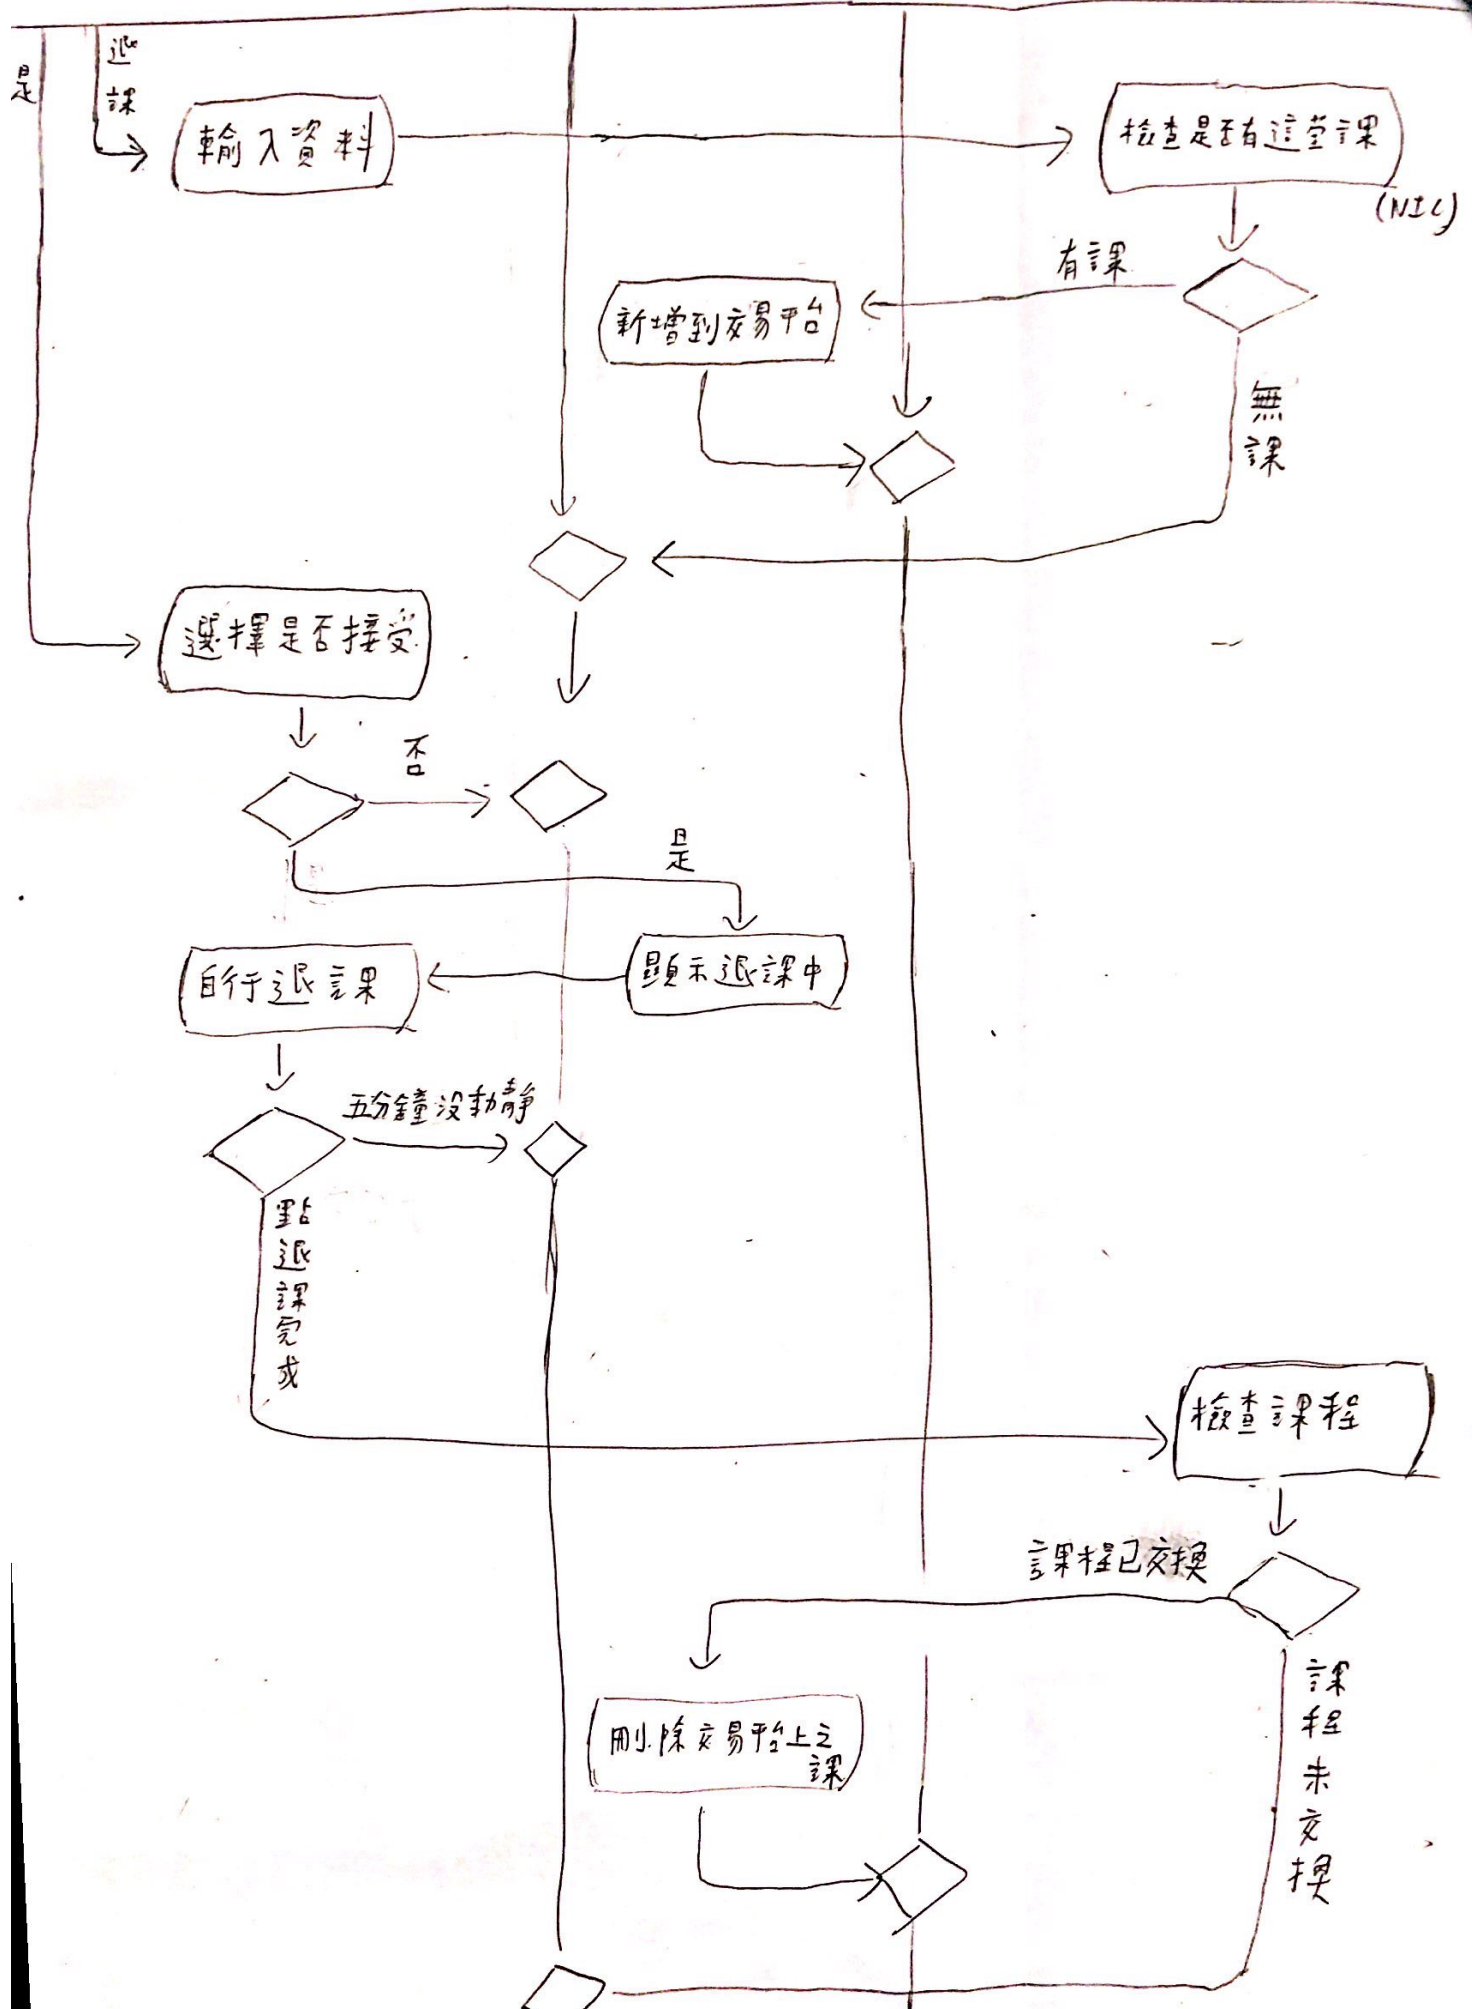 是
退
課
輸入資料
檢查是否有這堂課
(NIL)
有課
新增到交易平台
無
課
選擇是否接受
否
是
顯示退課中
自行退課
五分鐘沒動靜
點
退
課
完
成
檢查課程
課程已交換
刪除交易平台上之
課
課
程
未
交
換